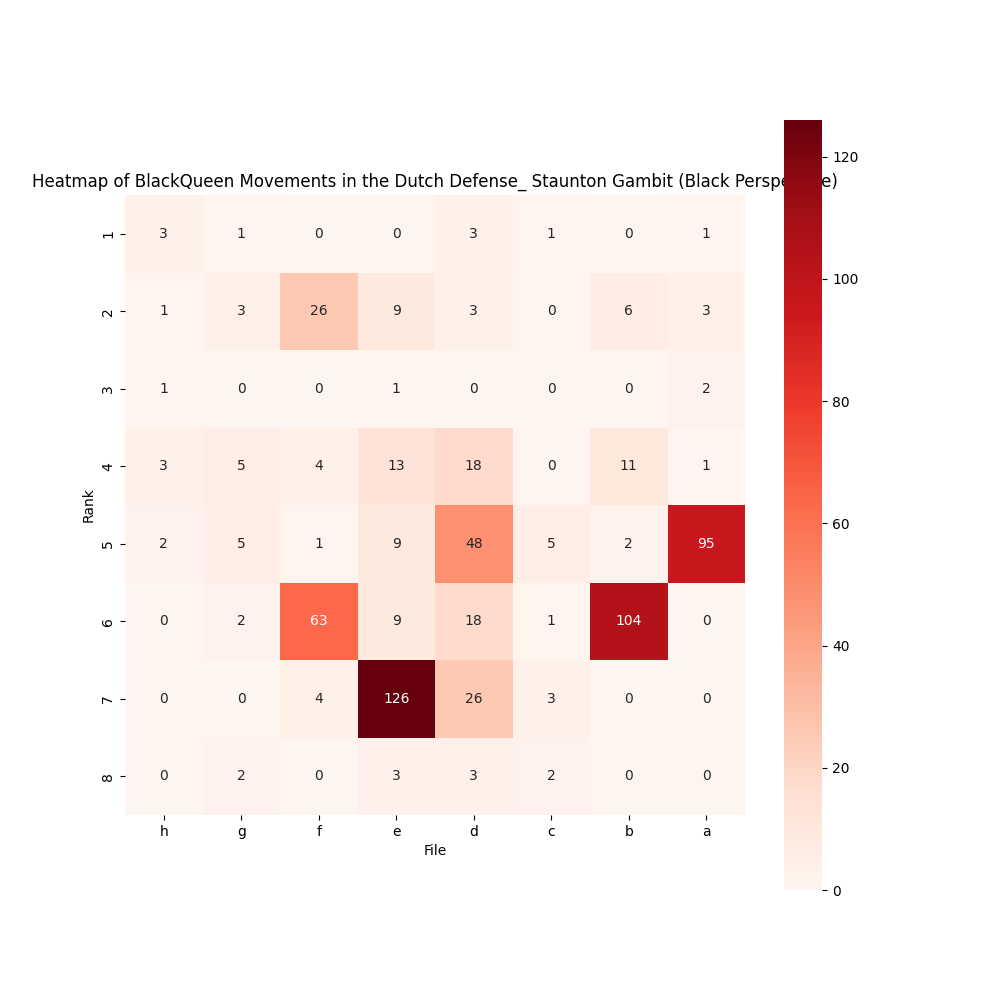 Heatmap of BlackQueen Movements in the Dutch Defense_ Staunton Gambit (Black Perspe e)
120
100
80
60
40
20
0
Rank
1 3 1 0 0 3 1 0 1
2 1 3 26 9 3 0 6 3
3 1 0 0 1 0 0 0 2
4 3 5 4 13 18 0 11 1
5 2 5 1 9 48 5 2 95
6 0 2 63 9 18 1 104 0
7 0 0 4 126 26 3 0 0
8 0 2 0 3 3 2 0 0
h g f e d c b a
File